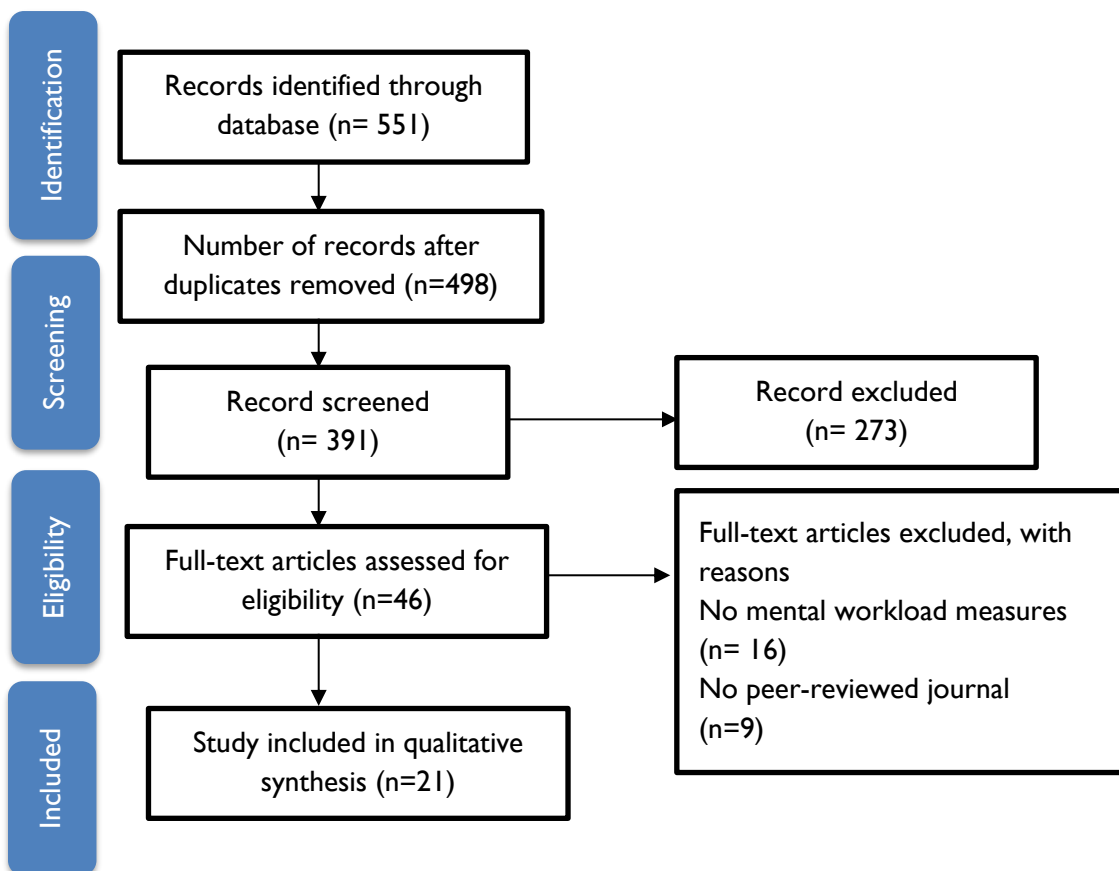 Identification
Records identified through
database (n= 551)
Number of records after
duplicates removed (n=498)
Screening
Record screened
(n= 391)
Record excluded
(n= 273)
Eligibility
Full-text articles assessed for
eligibility (n=46)
Full-text articles excluded, with
reasons
No mental workload measures
(n= 16)
No peer-reviewed journal
(n=9)
Included
Study included in qualitative
synthesis (n=21)